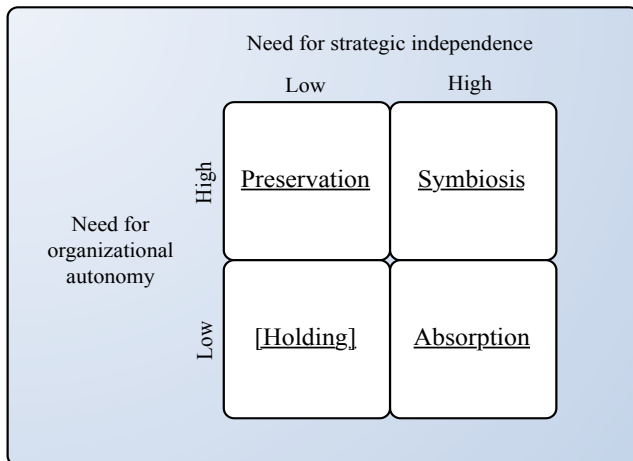 Need for strategic independence
Low High
High
Preservation Symbiosis
Need for
organizational
autonomy
Low
[Holding] Absorption